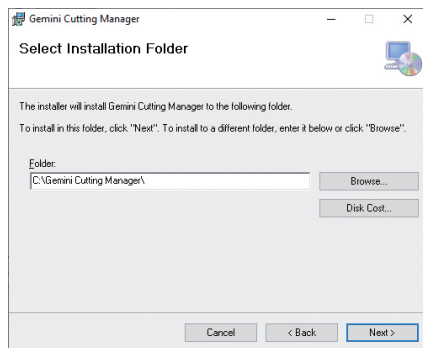 Gemini Cutting Manager
Select Installation Folder
The installer will install Gemini Cutting Manager to the following folder.
To install in this folder, click "Next". To install to a different folder, enter it below or click "Browse".
Folder:
C:\Gemini Cutting Manager\
Browse...
Disk Cost...
Cancel
< Back
Next >